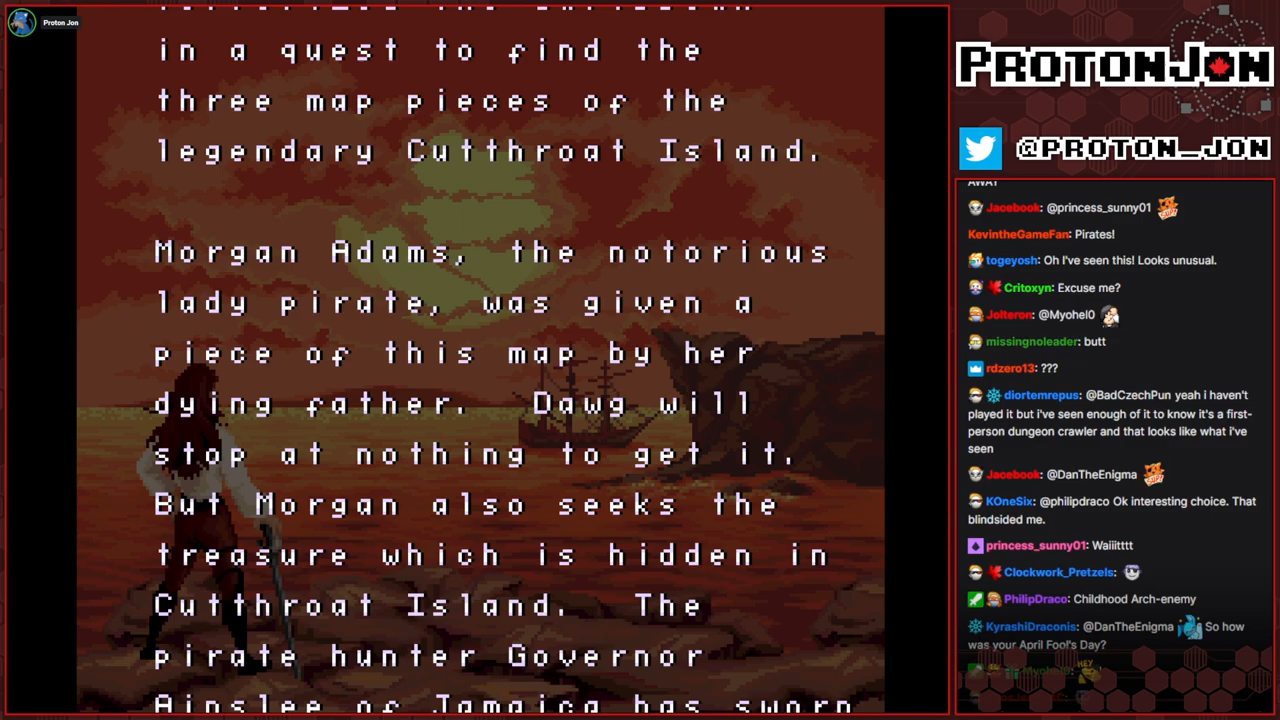 Proton Jon
in a quest to find the
three map pieces of the
legendary Cutthroat Island.
Morgan Adams, the notorious
lady pirate, was given a
piece of this map by her
dying father. Dawg will
stop at nothing to get it.
But Morgan also seeks the
treasure which is hidden in
Cutthroat Island. The
pirate hunter Governor
Ainslee of Jamaica has sworn
PROTONJON
@PROTON_JON
AWAY
Jacebook: @princess_sunny01
KevintheGameFan: Pirates!
togeyosh: Oh I've seen this! Looks unusual.
Critoxyn: Excuse me?
Jolteron: @Myohel0
missingnoleader: butt
rdzero13: ???
diortemrepus: @BadCzechPun yeah i haven't
played it but i've seen enough of it to know it's a first-
person dungeon crawler and that looks like what i've
seen
Jacebook: @DanTheEnigma
KOneSix: @philipdraco Ok interesting choice. That
blindsided me.
princess_sunny01: Waiiitttt
Clockwork_Pretzels:
PhilipDraco: Childhood Arch-enemy
KyrashiDraconis: @DanTheEnigma So how
was your April Fool's Day?